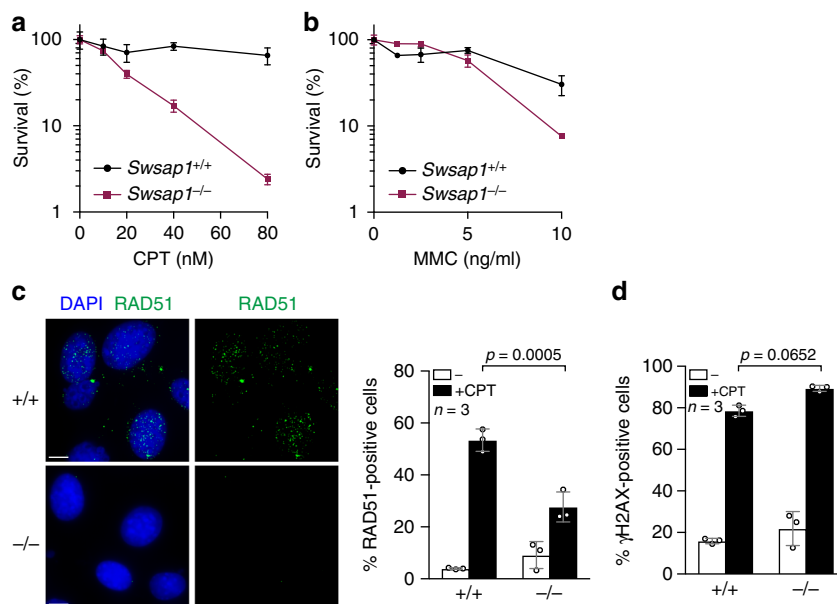 a
100
10
1
Survival (%)
Swsap1+/+
Swsap1–/–
0 20 40 60 80
CPT (nM)
b
100
10
1
Survival (%)
Swsap1+/+
Swsap1–/–
0 5 10
MMC (ng/ml)
c
DAPI RAD51 RAD51
+/+
–/–
p = 0.0005
–
+CPT
n = 3
80
60
40
20
0
% RAD51-positive cells
+/+ –/–
d
p = 0.0652
–
+CPT
n = 3
100
80
60
40
20
0
% γH2AX-positive cells
+/+ –/–